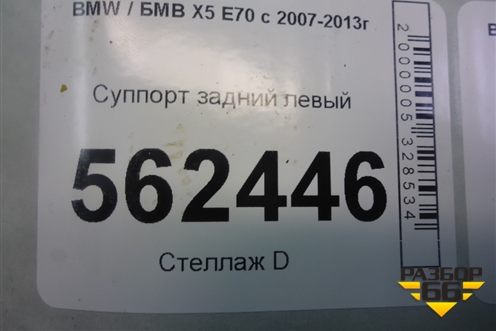 BMW / БМВ X5 E70 с 2007-2013г
Суппорт задний левый
562446
Стеллаж D
2000005328534
РАЗБОР
66